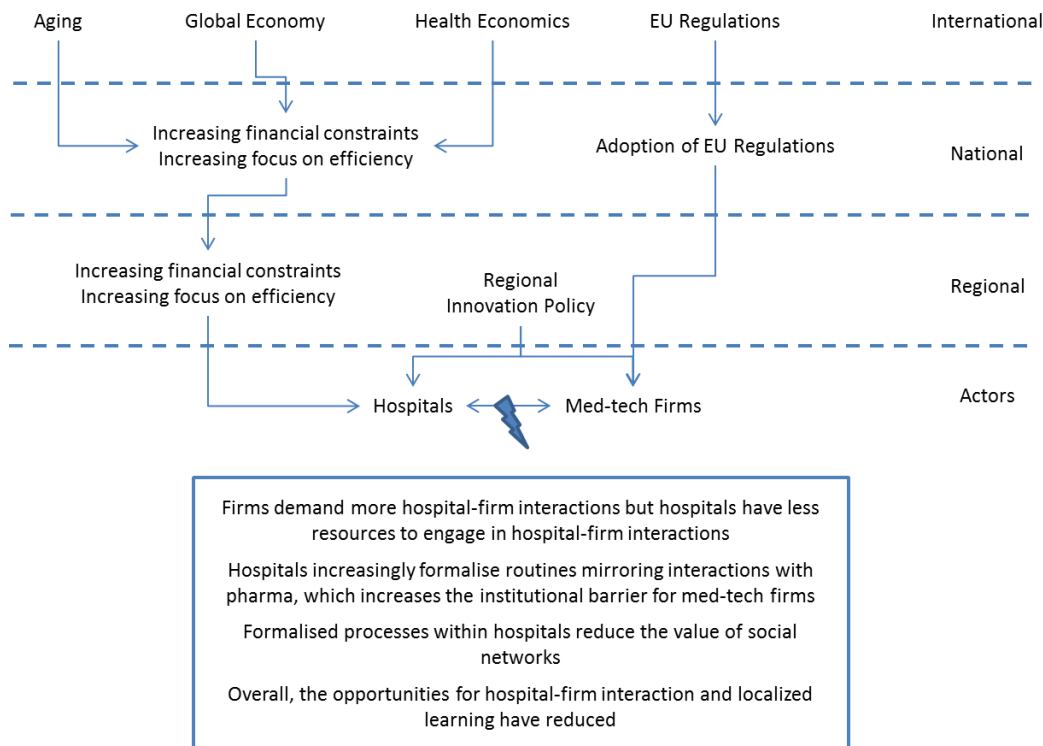 Aging
Global Economy
Health Economics
EU Regulations
International
Increasing financial constraints
Increasing focus on efficiency
Adoption of EU Regulations
National
Increasing financial constraints
Increasing focus on efficiency
Regional
Innovation Policy
Regional
Hospitals
Med-tech Firms
Actors
Firms demand more hospital-firm interactions but hospitals have less
resources to engage in hospital-firm interactions
Hospitals increasingly formalise routines mirroring interactions with
pharma, which increases the institutional barrier for med-tech firms
Formalised processes within hospitals reduce the value of social
networks
Overall, the opportunities for hospital-firm interaction and localized
learning have reduced